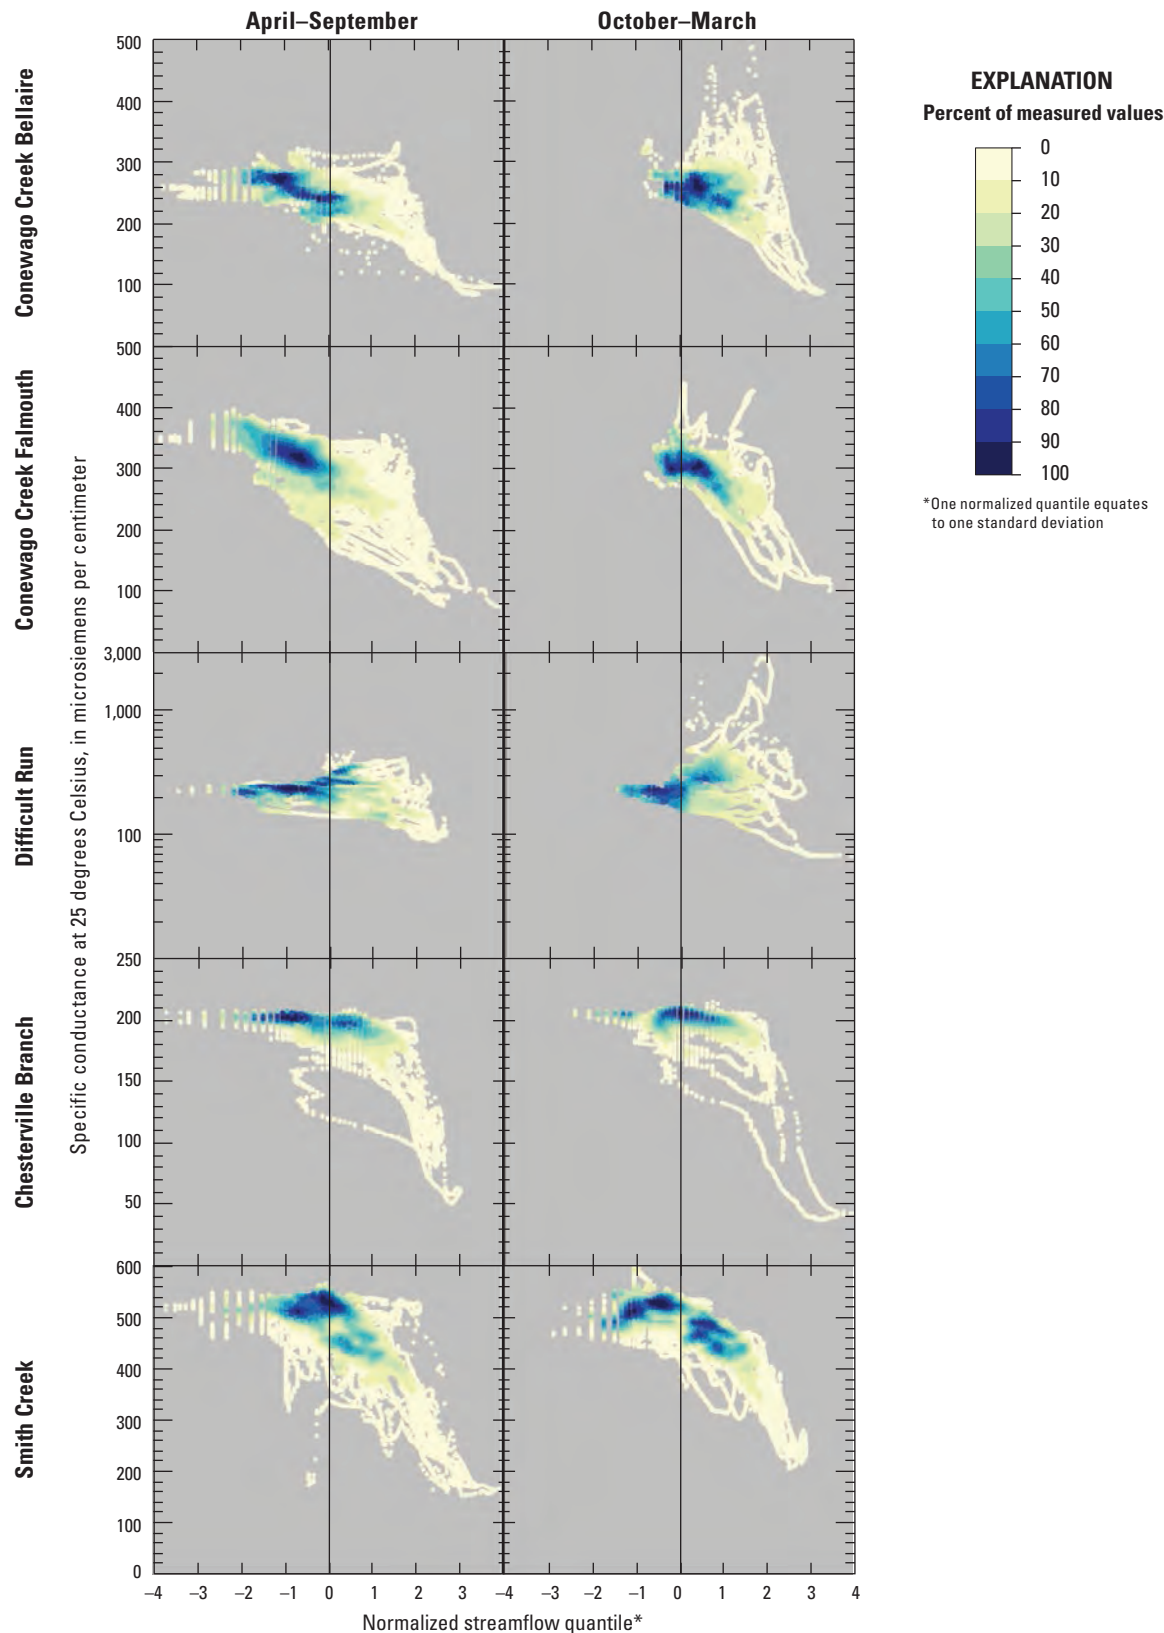 April–September
October–March
EXPLANATION
Percent of measured values
0
10
20
30
40
50
60
70
80
90
100
*One normalized quantile equates
to one standard deviation
Specific conductance at 25 degrees Celsius, in microsiemens per centimeter
Conewago Creek Bellaire
500
400
300
200
100
Conewago Creek Falmouth
500
400
300
200
100
Difficult Run
3,000
1,000
100
Chesterville Branch
250
200
150
100
50
Smith Creek
600
500
400
300
200
100
0
–4 –3 –2 –1 0 1 2 3 –4 –3 –2 –1 0 1 2 3 4
Normalized streamflow quantile*